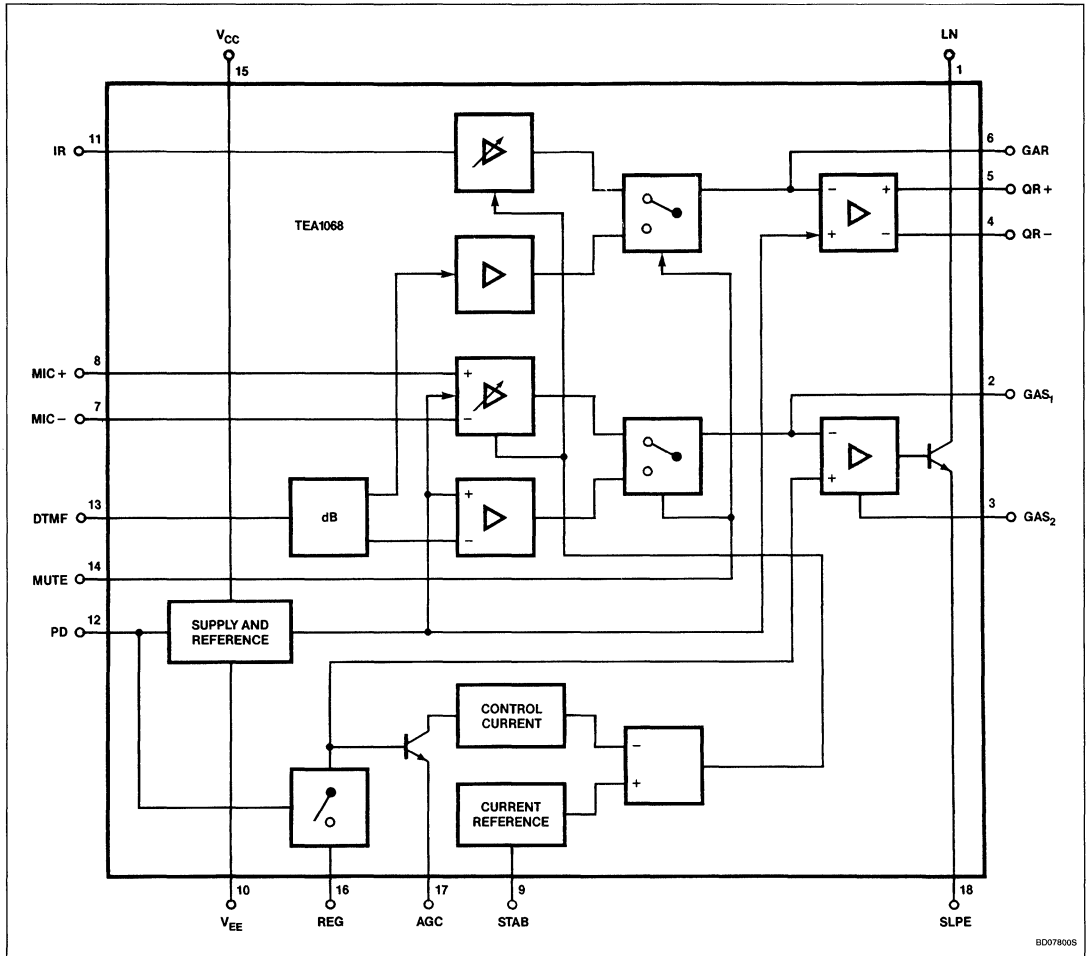 VCC
LN
15
1
11
IR
6
GAR
5
QR+
4
QR−
TEA1068
− +
+ −
8
MIC+
7
MIC−
+
−
2
GAS1
−
+
3
GAS2
13
DTMF
dB
+
−
14
MUTE
12
PD
SUPPLY AND
REFERENCE
CONTROL
CURRENT
−
+
CURRENT
REFERENCE
10
16
17
9
18
VEE
REG
AGC
STAB
SLPE
BD07800S